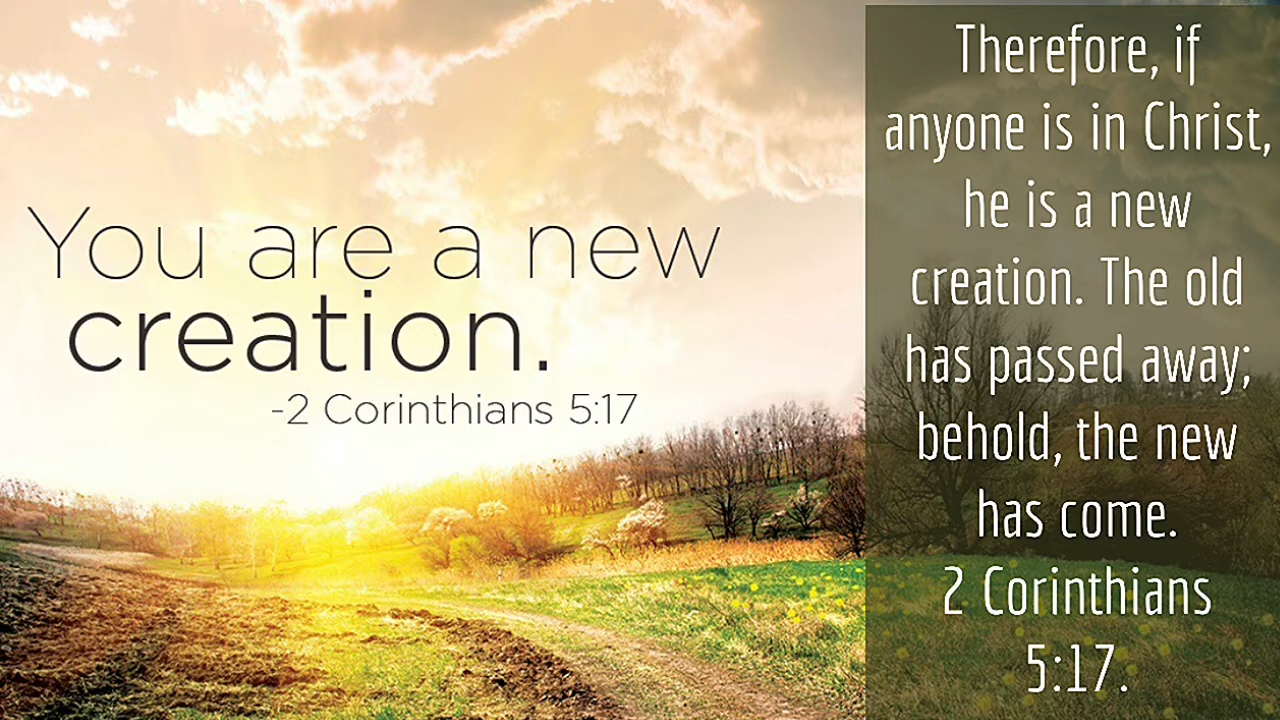 You are a new
creation.
-2 Corinthians 5:17
Therefore, if
anyone is in Christ,
he is a new
creation. The old
has passed away;
behold, the new
has come.
2 Corinthians
5:17.